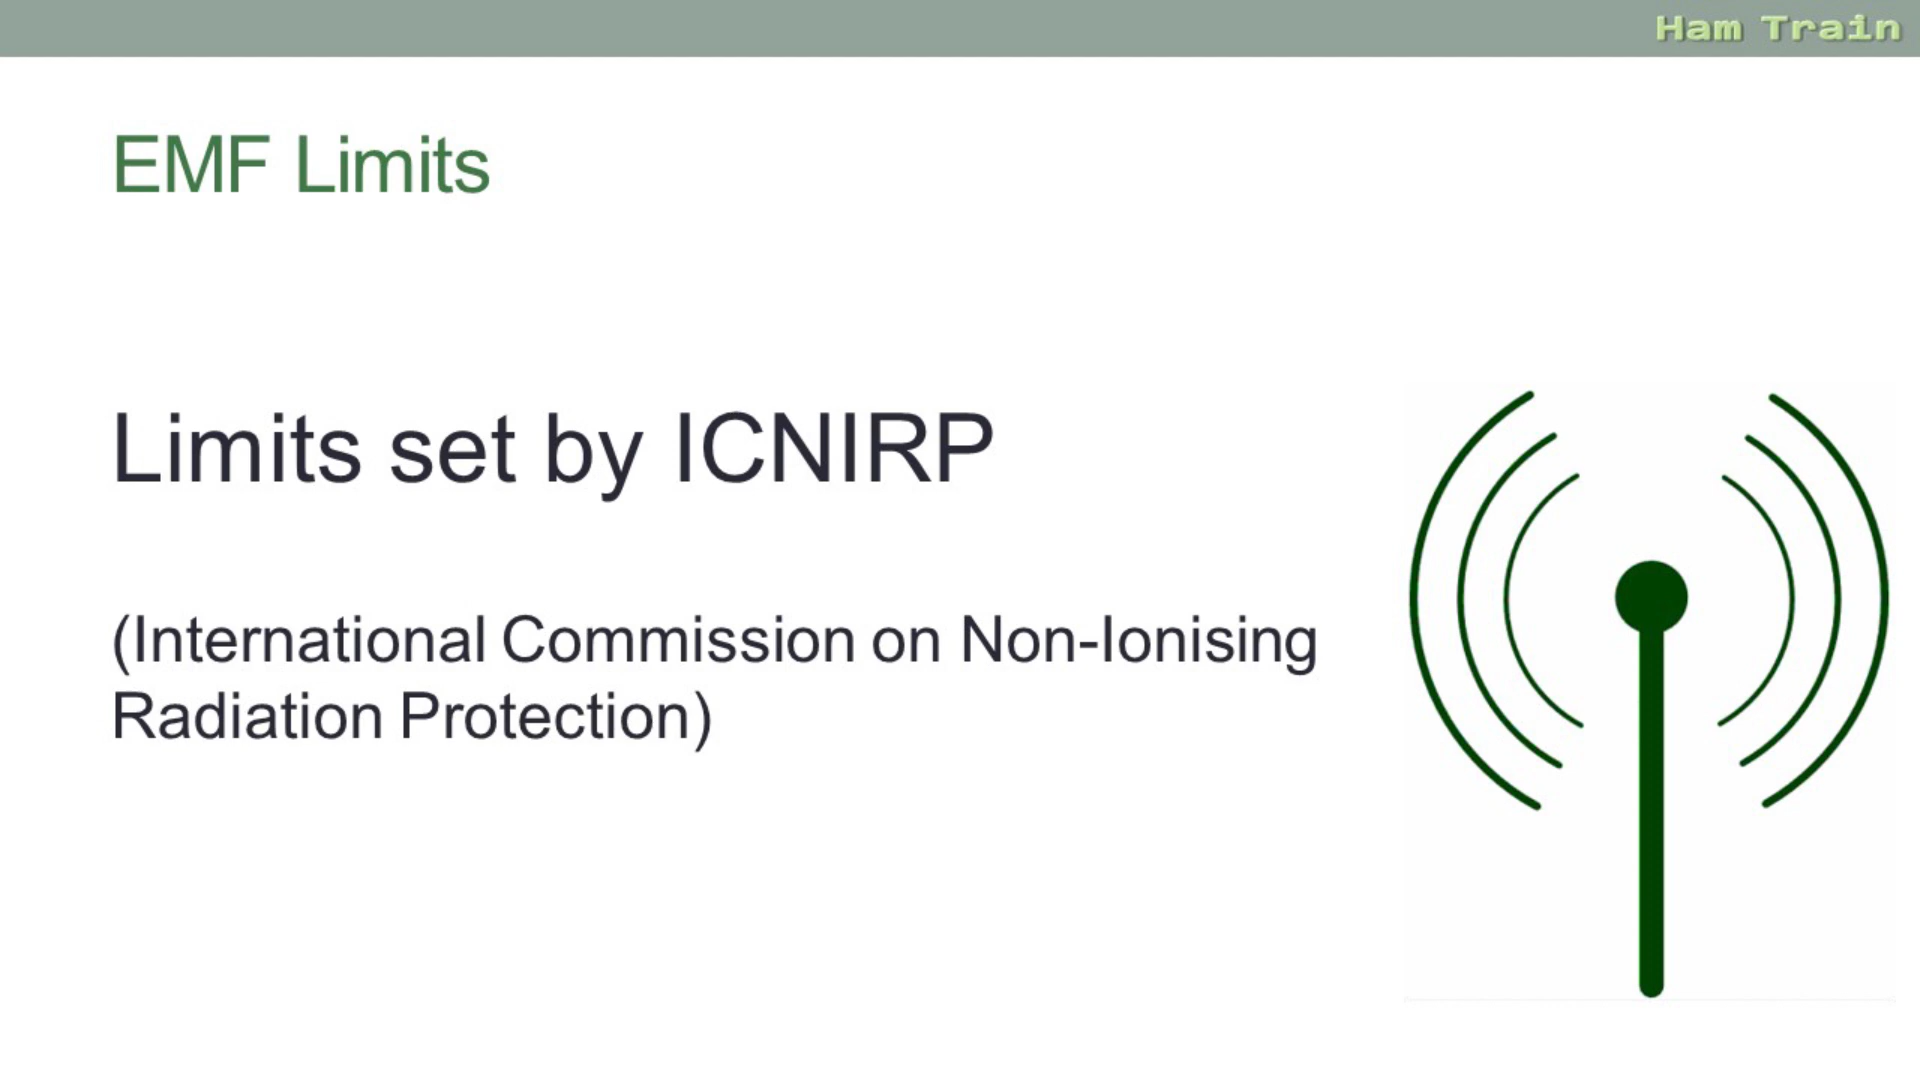 Ham Train
EMF Limits
Limits set by ICNIRP
(International Commission on Non-Ionising
Radiation Protection)